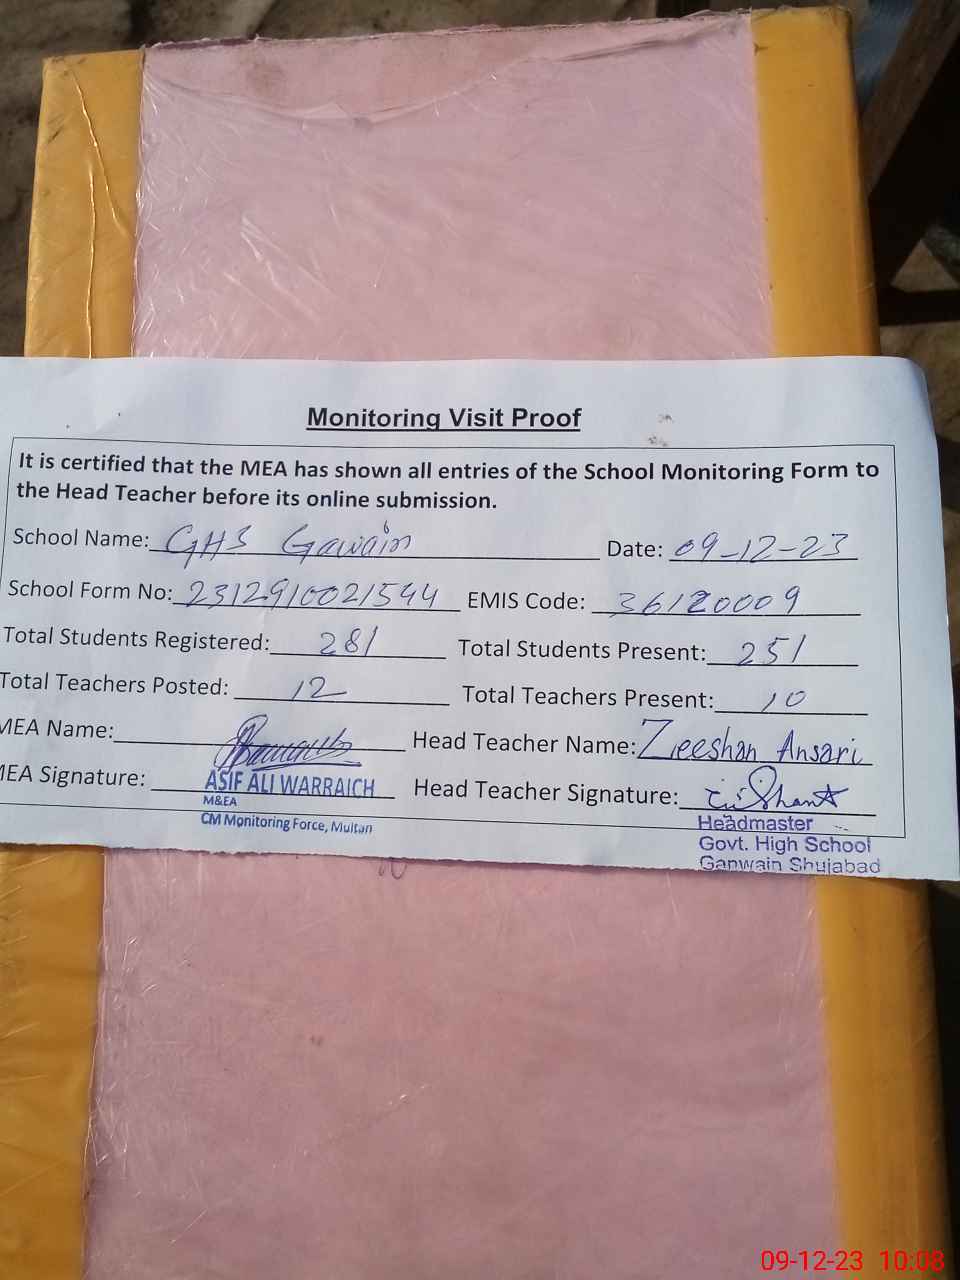 Monitoring Visit Proof
It is certified that the MEA has shown all entries of the School Monitoring Form to
the Head Teacher before its online submission.
School Name: GHS Gawain Date: 09-12-23
School Form No: 2312910021544 EMIS Code: 36120009
Total Students Registered: 281 Total Students Present: 251
Total Teachers Posted: 12 Total Teachers Present: 10
MEA Name: Head Teacher Name: Zeeshan Ansari
MEA Signature: Head Teacher Signature:
ASIF ALI WARRAICH
M&EA
CM Monitoring Force, Multan
Headmaster
Govt. High School
Ganwain Shujabad
09-12-23 10:08